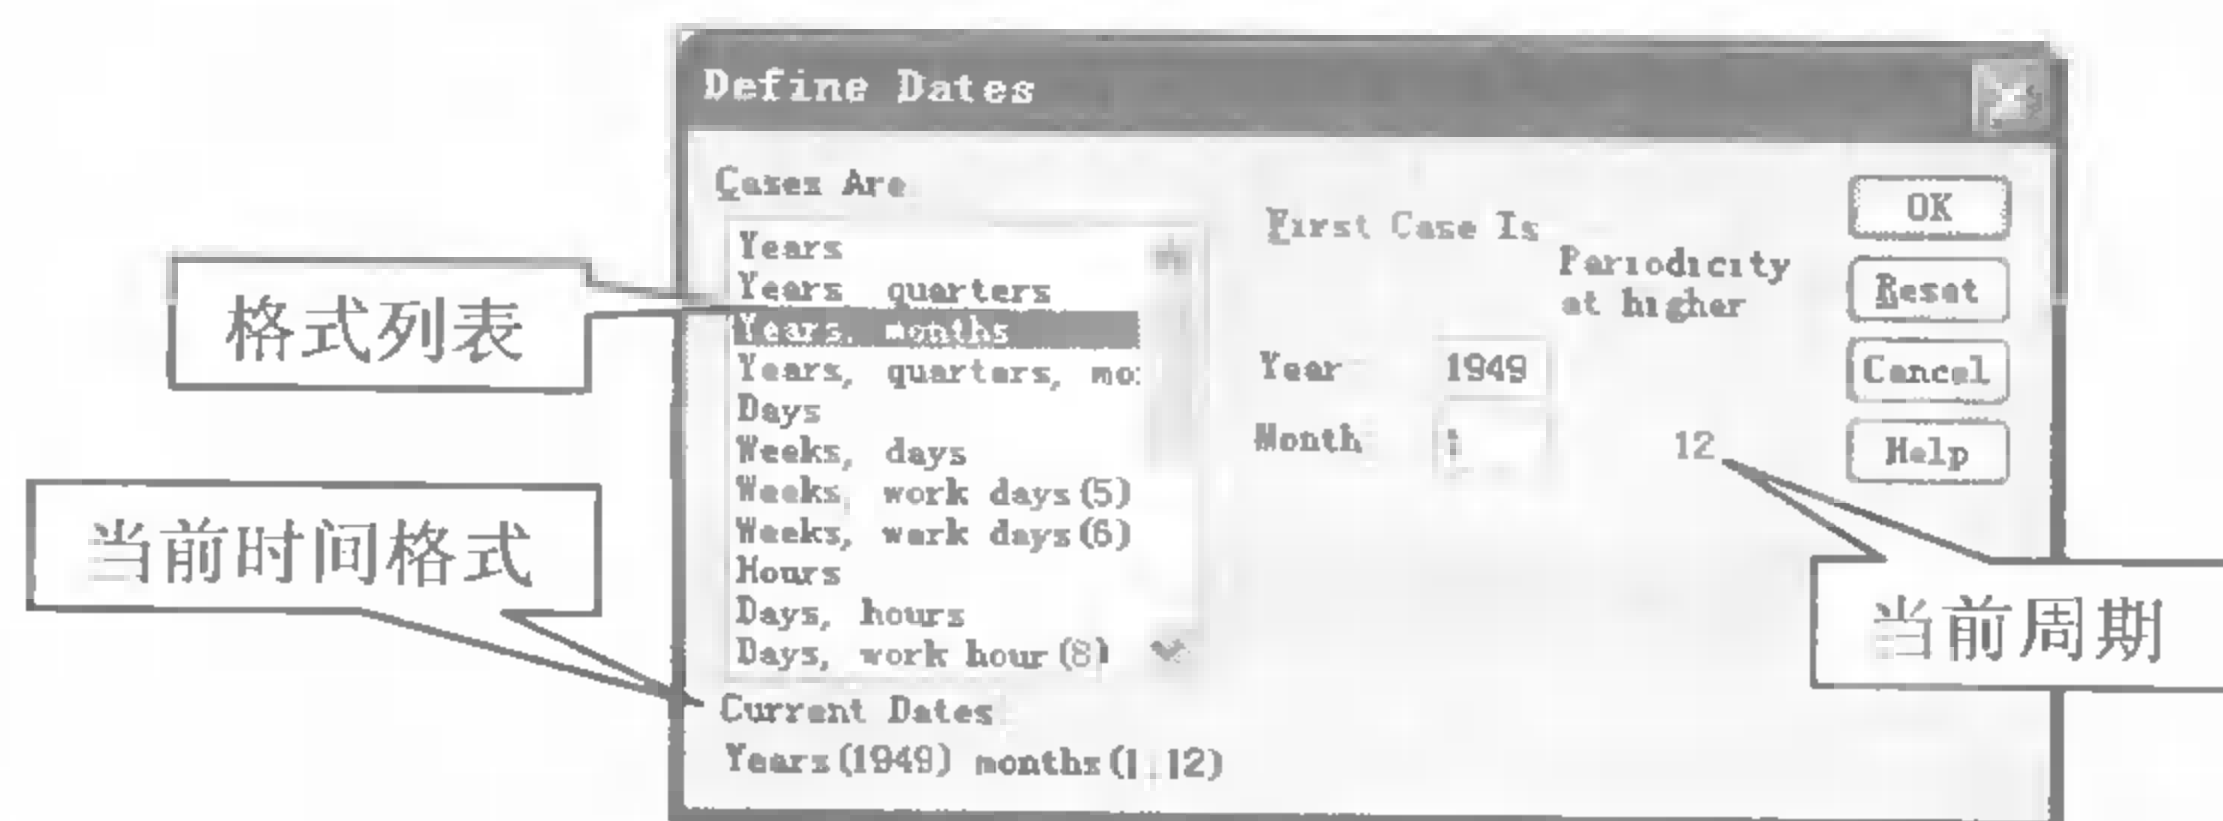 Define Dates
Cases Are
Years
Years quarters
Years, months
Years, quarters, mo:
Days
Weeks, days
Weeks, work days(5)
Weeks, work days(6)
Hours
Days, hours
Days, work hour(8)
Current Dates
Years(1949) months(1 12)
First Case Is
Periodicity
at higher
Year 1949
Month 1 12
OK
Reset
Cancel
Help
格式列表
当前时间格式
当前周期